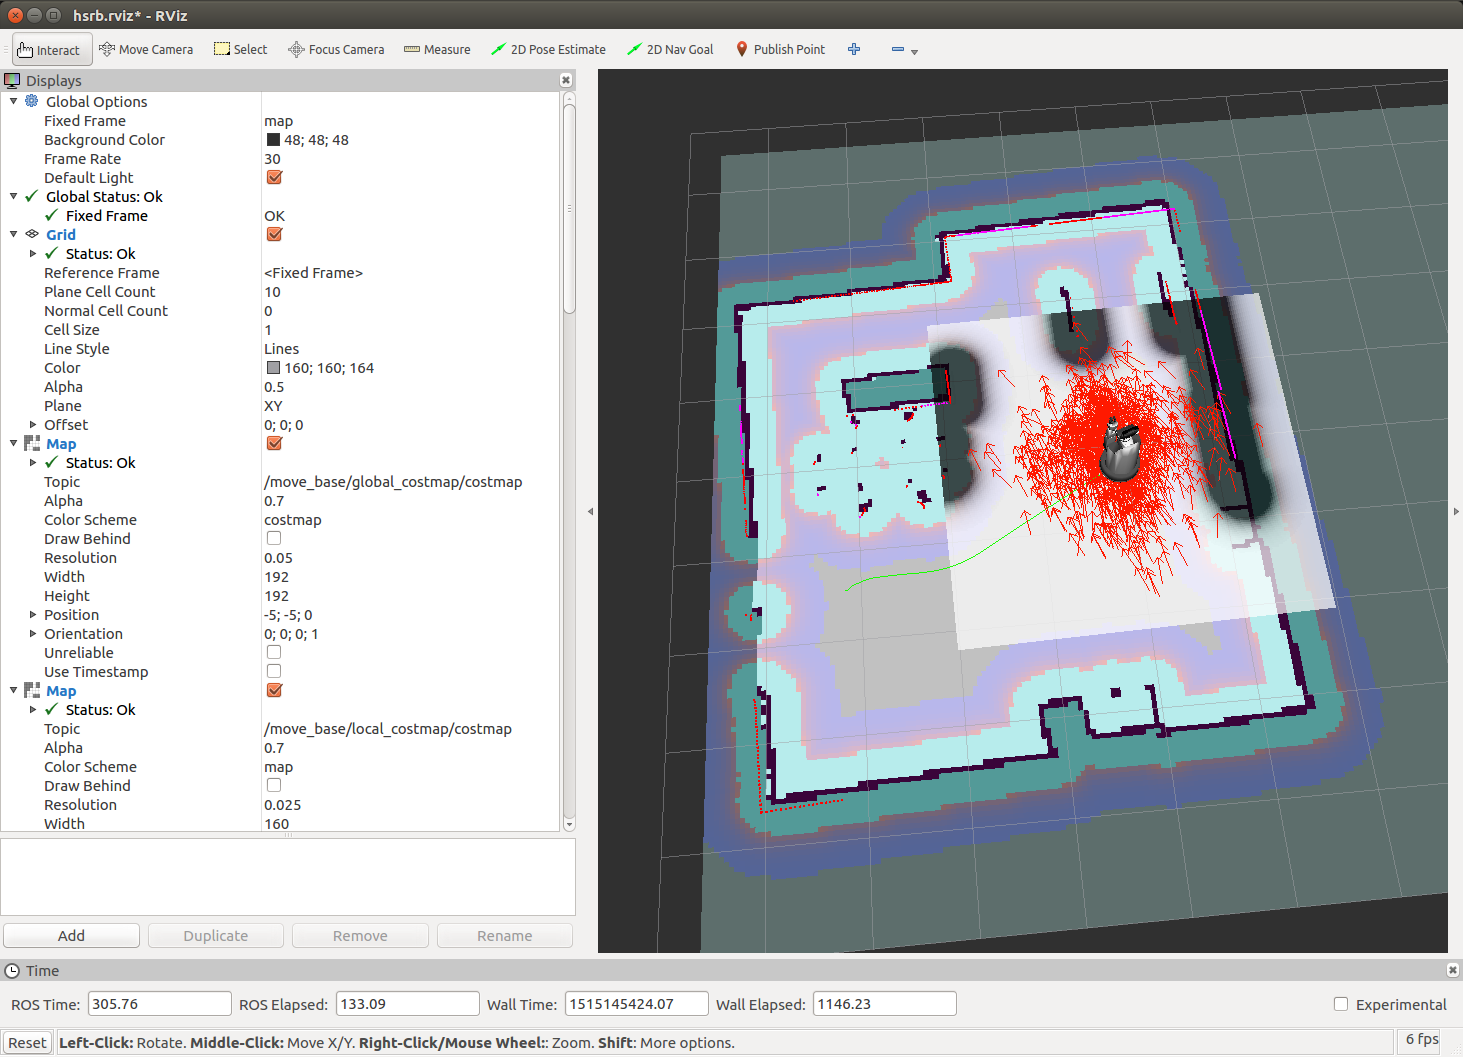 hsrb.rviz* - RViz
Interact Move Camera Select Focus Camera Measure 2D Pose Estimate 2D Nav Goal Publish Point
Displays
Global Options
Fixed Frame map
Background Color 48; 48; 48
Frame Rate 30
Default Light
Global Status: Ok
Fixed Frame OK
Grid
Status: Ok
Reference Frame <Fixed Frame>
Plane Cell Count 10
Normal Cell Count 0
Cell Size 1
Line Style Lines
Color 160; 160; 164
Alpha 0.5
Plane XY
Offset 0; 0; 0
Map
Status: Ok
Topic /move_base/global_costmap/costmap
Alpha 0.7
Color Scheme costmap
Draw Behind
Resolution 0.05
Width 192
Height 192
Position -5; -5; 0
Orientation 0; 0; 0; 1
Unreliable
Use Timestamp
Map
Status: Ok
Topic /move_base/local_costmap/costmap
Alpha 0.7
Color Scheme map
Draw Behind
Resolution 0.025
Width 160
Add Duplicate Remove Rename
Time
ROS Time: 305.76 ROS Elapsed: 133.09 Wall Time: 1515145424.07 Wall Elapsed: 1146.23 Experimental
Reset Left-Click: Rotate. Middle-Click: Move X/Y. Right-Click/Mouse Wheel:: Zoom. Shift: More options. 6 fps